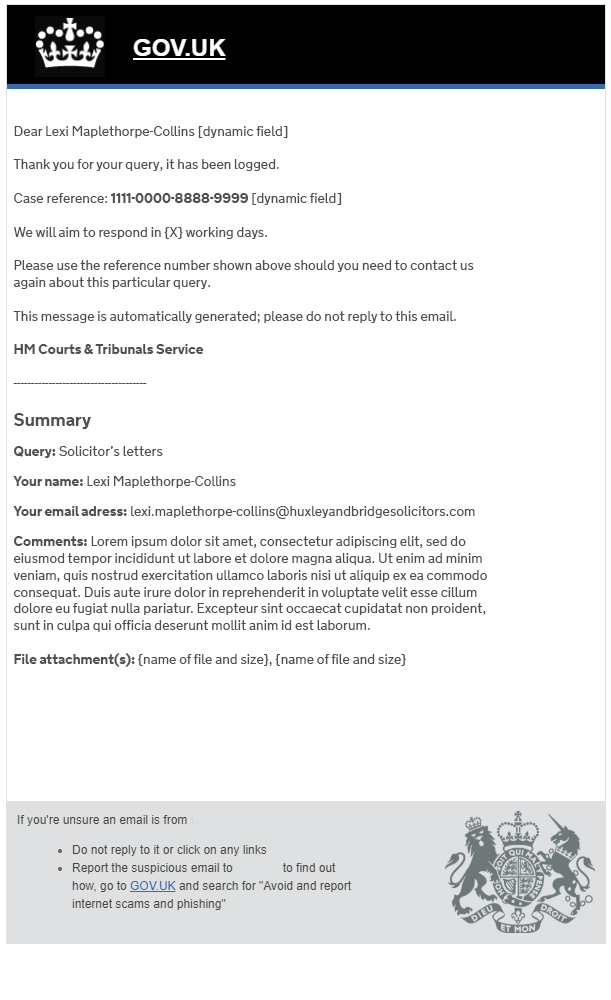 GOV.UK
Dear Lexi Maplethorpe-Collins [dynamic field]
Thank you for your query, it has been logged.
Case reference: 1111-0000-8888-9999 [dynamic field]
We will aim to respond in {X} working days.
Please use the reference number shown above should you need to contact us
again about this particular query.
This message is automatically generated; please do not reply to this email.
HM Courts & Tribunals Service
--------------------------------------
Summary
Query: Solicitor's letters
Your name: Lexi Maplethorpe-Collins
Your email adress: lexi.maplethorpe-collins@huxleyandbridgesolicitors.com
Comments: Lorem ipsum dolor sit amet, consectetur adipiscing elit, sed do
eiusmod tempor incididunt ut labore et dolore magna aliqua. Ut enim ad minim
veniam, quis nostrud exercitation ullamco laboris nisi ut aliquip ex ea commodo
consequat. Duis aute irure dolor in reprehenderit in voluptate velit esse cillum
dolore eu fugiat nulla pariatur. Excepteur sint occaecat cupidatat non proident,
sunt in culpa qui officia deserunt mollit anim id est laborum.
File attachment(s): {name of file and size}, {name of file and size}
If you're unsure an email is from
• Do not reply to it or click on any links
• Report the suspicious email to to find out
how, go to GOV.UK and search for "Avoid and report
internet scams and phishing"
DIEU ET MON DROIT